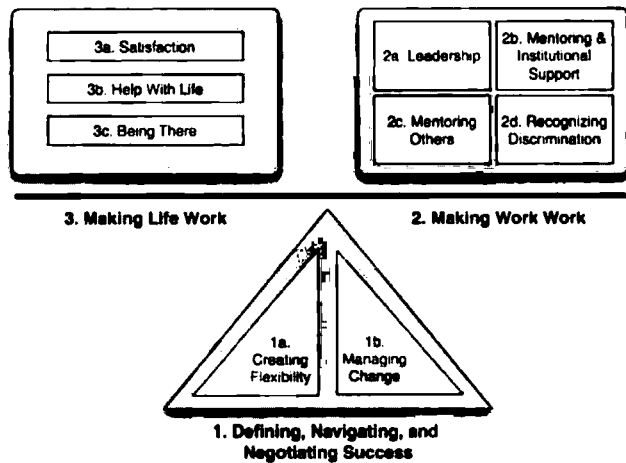 3a. Satisfaction
3b. Help With Life
3c. Being There
2a. Leadership
2b. Mentoring &
Institutional
Support
2c. Mentoring
Others
2d. Recognizing
Discrimination
3. Making Life Work
2. Making Work Work
1a.
Creating
Flexibility
1b.
Managing
Change
1. Defining, Navigating, and
Negotiating Success